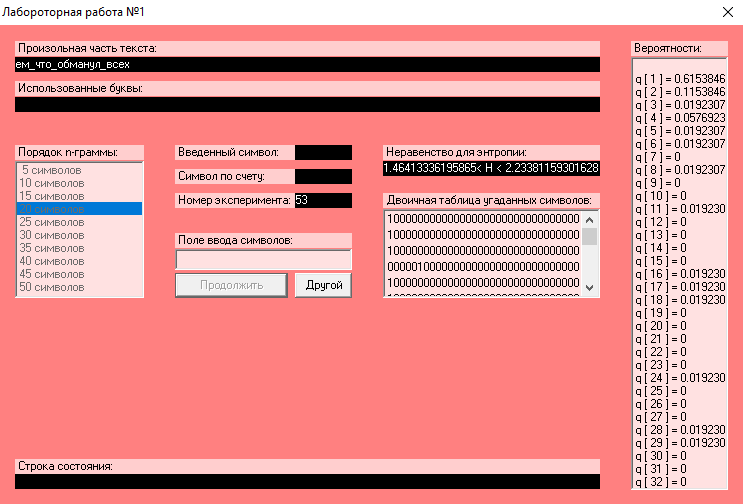 Лабороторная работа №1
Произольная часть текста:
ем_что_обманул_всех
Использованные буквы:
Порядок n-граммы:
5 символов
10 символов
15 символов
20 символов
25 символов
30 символов
35 символов
40 символов
45 символов
50 символов
Введенный символ:
Символ по счету:
Номер эксперимента: 53
Поле ввода символов:
Продолжить
Другой
Неравенство для энтропии:
1.46413336195865< H < 2.23381159301628
Двоичная таблица угаданных символов:
10000000000000000000000000000000
10000000000000000000000000000000
10000000000000000000000000000000
00000100000000000000000000000000
10000000000000000000000000000000
Строка состояния:
Вероятности:
q [ 1 ] = 0.6153846
q [ 2 ] = 0.1153846
q [ 3 ] = 0.0192307
q [ 4 ] = 0.0576923
q [ 5 ] = 0.0192307
q [ 6 ] = 0.0192307
q [ 7 ] = 0
q [ 8 ] = 0.0192307
q [ 9 ] = 0
q [ 10 ] = 0
q [ 11 ] = 0.019230
q [ 12 ] = 0
q [ 13 ] = 0
q [ 14 ] = 0
q [ 15 ] = 0
q [ 16 ] = 0.019230
q [ 17 ] = 0.019230
q [ 18 ] = 0.019230
q [ 19 ] = 0
q [ 20 ] = 0
q [ 21 ] = 0
q [ 22 ] = 0
q [ 23 ] = 0
q [ 24 ] = 0.019230
q [ 25 ] = 0
q [ 26 ] = 0
q [ 27 ] = 0
q [ 28 ] = 0.019230
q [ 29 ] = 0.019230
q [ 30 ] = 0
q [ 31 ] = 0
q [ 32 ] = 0